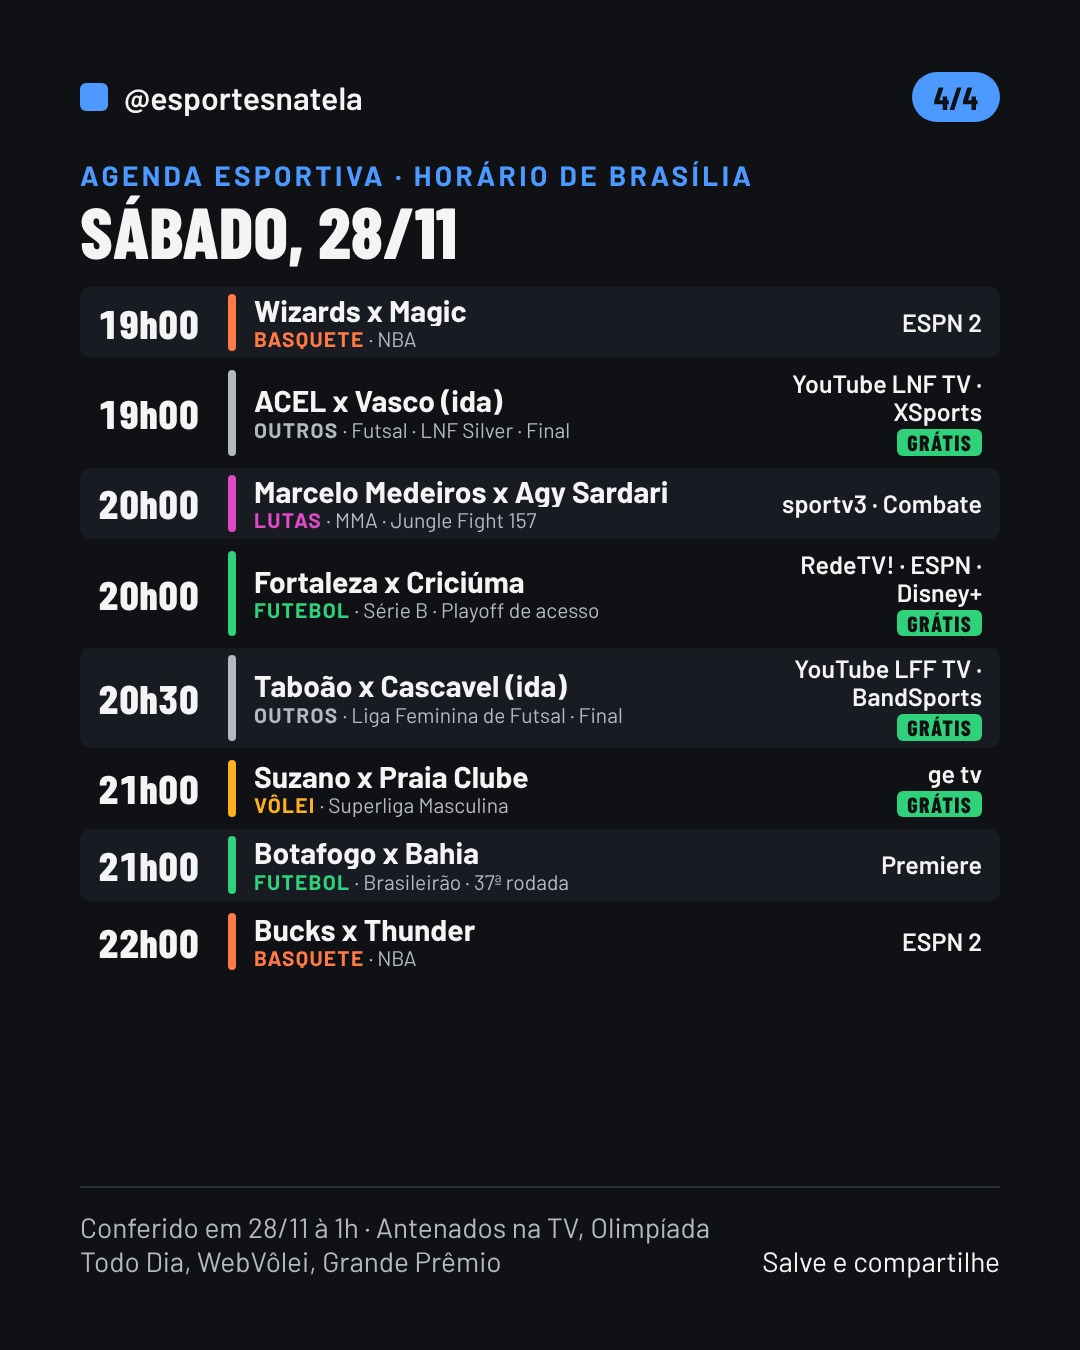 @esportesnatela
4/4
AGENDA ESPORTIVA · HORÁRIO DE BRASÍLIA
SÁBADO, 28/11
19h00
Wizards x Magic
BASQUETE · NBA
ESPN 2
19h00
ACEL x Vasco (ida)
OUTROS · Futsal · LNF Silver · Final
YouTube LNF TV ·
XSports
GRÁTIS
20h00
Marcelo Medeiros x Agy Sardari
LUTAS · MMA · Jungle Fight 157
sportv3 · Combate
20h00
Fortaleza x Criciúma
FUTEBOL · Série B · Playoff de acesso
RedeTV! · ESPN ·
Disney+
GRÁTIS
20h30
Taboão x Cascavel (ida)
OUTROS · Liga Feminina de Futsal · Final
YouTube LFF TV ·
BandSports
GRÁTIS
21h00
Suzano x Praia Clube
VÔLEI · Superliga Masculina
ge tv
GRÁTIS
21h00
Botafogo x Bahia
FUTEBOL · Brasileirão · 37ª rodada
Premiere
22h00
Bucks x Thunder
BASQUETE · NBA
ESPN 2
Conferido em 28/11 à 1h · Antenados na TV, Olimpíada
Todo Dia, WebVôlei, Grande Prêmio
Salve e compartilhe